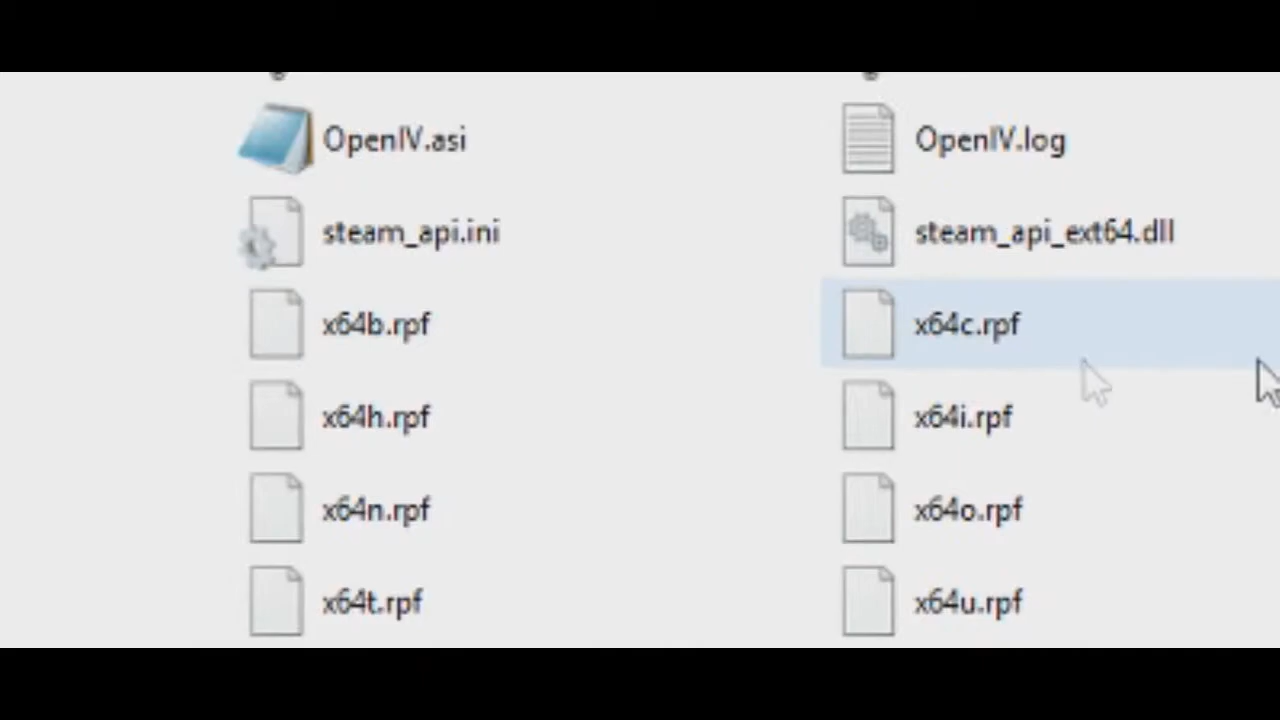 OpenIV.asi
OpenIV.log
steam_api.ini
steam_api_ext64.dll
x64b.rpf
x64c.rpf
x64h.rpf
x64i.rpf
x64n.rpf
x64o.rpf
x64t.rpf
x64u.rpf